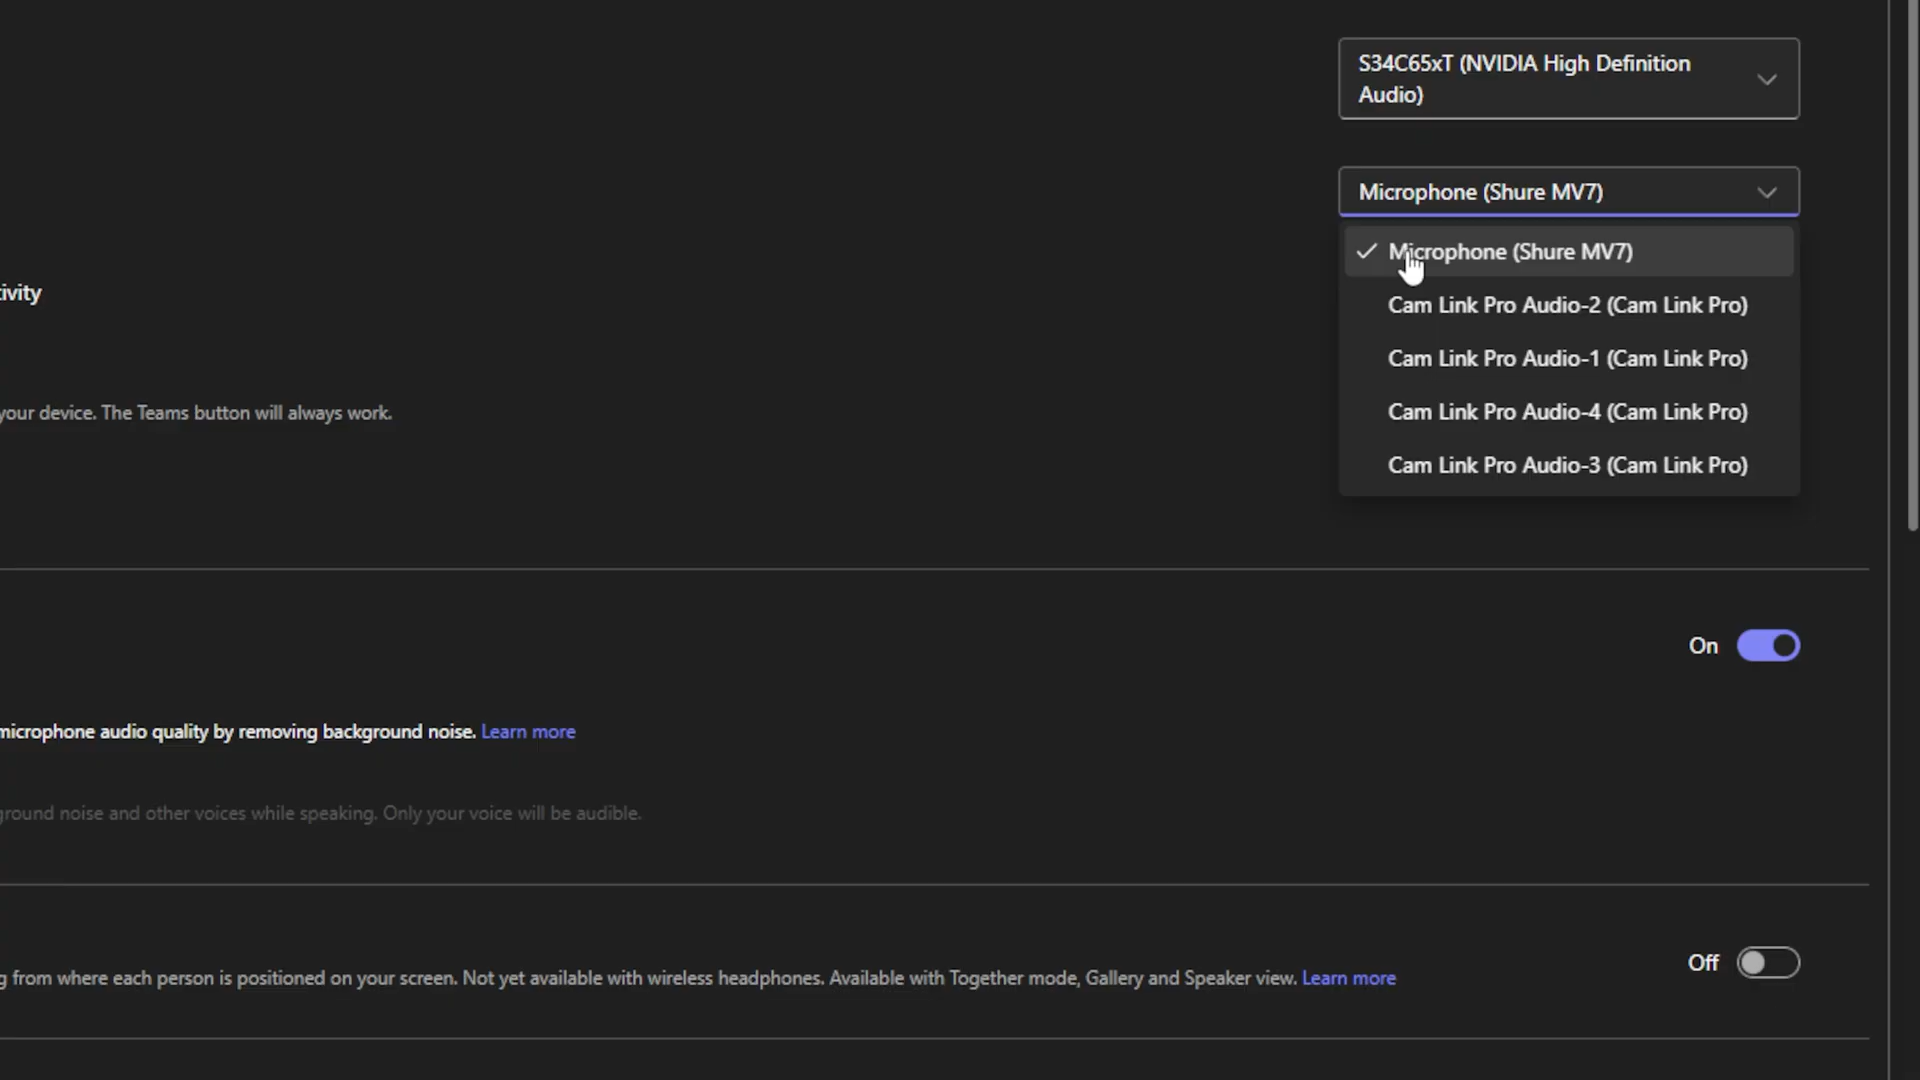 S34C65xT (NVIDIA High Definition
Audio)
Microphone (Shure MV7)
Microphone (Shure MV7)
ivity
Cam Link Pro Audio-2 (Cam Link Pro)
Cam Link Pro Audio-1 (Cam Link Pro)
your device. The Teams button will always work.
Cam Link Pro Audio-4 (Cam Link Pro)
Cam Link Pro Audio-3 (Cam Link Pro)
On
microphone audio quality by removing background noise. Learn more
ground noise and other voices while speaking. Only your voice will be audible.
Off
g from where each person is positioned on your screen. Not yet available with wireless headphones. Available with Together mode, Gallery and Speaker view. Learn more